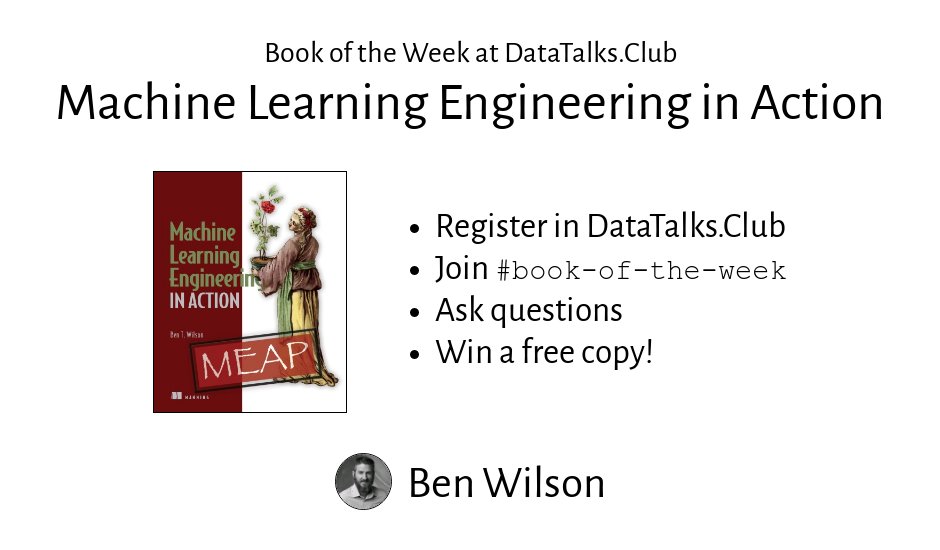 Book of the Week at DataTalks.Club
Machine Learning Engineering in Action
Machine
Learning
Engineering
IN ACTION
Ben T. Wilson
MEAP
MANNING
• Register in DataTalks.Club
• Join #book-of-the-week
• Ask questions
• Win a free copy!
Ben Wilson